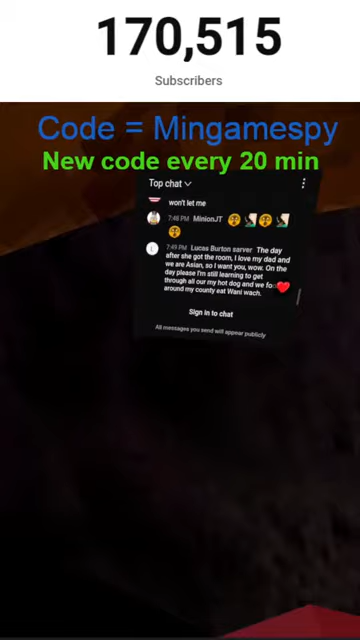 170,515
Subscribers
Code = Mingamespy
New code every 20 min
Top chat
won't let me
7:48 PM MinionJT
7:49 PM Lucas Burton sarver The day
after she got the room, I love my dad and
we are Asian, so I want you, wow. On the
day please I'm still learning to get
through all our my hot dog and we
around my county eat Wani wach.
Sign in to chat
All messages you send will appear publicly